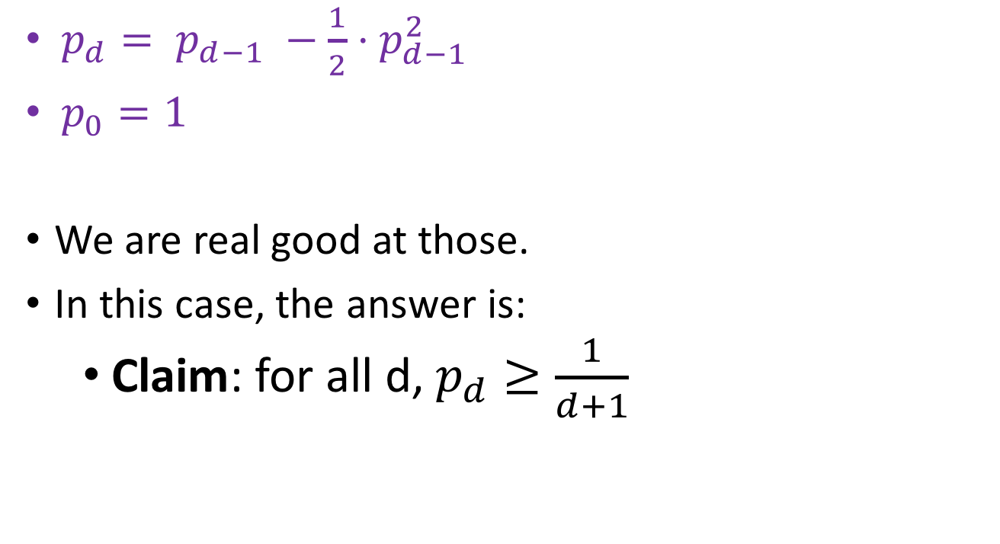 • p_d = p_{d−1} − 1/2 · p_{d−1}^2
• p_0 = 1
• We are real good at those.
• In this case, the answer is:
• Claim: for all d, p_d ≥ 1/(d+1)